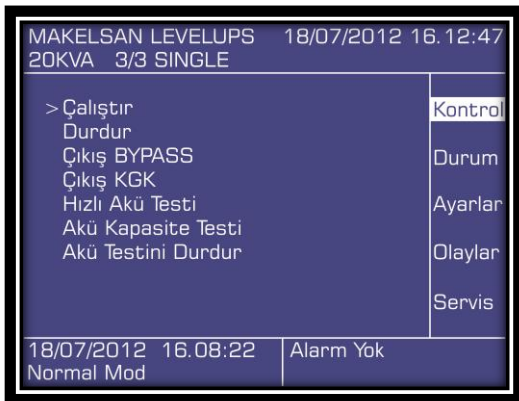 MAKELSAN LEVELUPS 18/07/2012 16.12:47
20KVA 3/3 SINGLE
>Çalıştır
Durdur
Çıkış BYPASS
Çıkış KGK
Hızlı Akü Testi
Akü Kapasite Testi
Akü Testini Durdur
Kontrol
Durum
Ayarlar
Olaylar
Servis
18/07/2012 16.08:22 Alarm Yok
Normal Mod